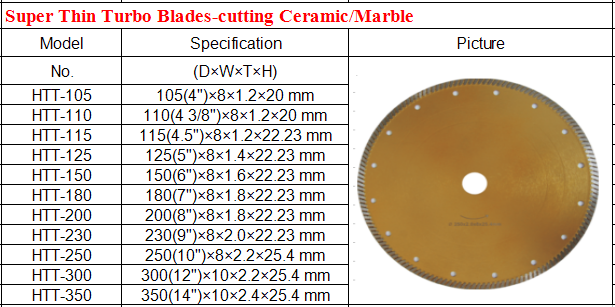 Super Thin Turbo Blades-cutting Ceramic/Marble
Model Specification Picture
No. (D×W×T×H)
HTT-105 105(4")×8×1.2×20 mm
HTT-110 110(4 3/8")×8×1.2×20 mm
HTT-115 115(4.5")×8×1.2×22.23 mm
HTT-125 125(5")×8×1.4×22.23 mm
HTT-150 150(6")×8×1.6×22.23 mm
HTT-180 180(7")×8×1.8×22.23 mm
HTT-200 200(8")×8×1.8×22.23 mm
HTT-230 230(9")×8×2.0×22.23 mm
HTT-250 250(10")×8×2.2×25.4 mm
HTT-300 300(12")×10×2.2×25.4 mm
HTT-350 350(14")×10×2.4×25.4 mm